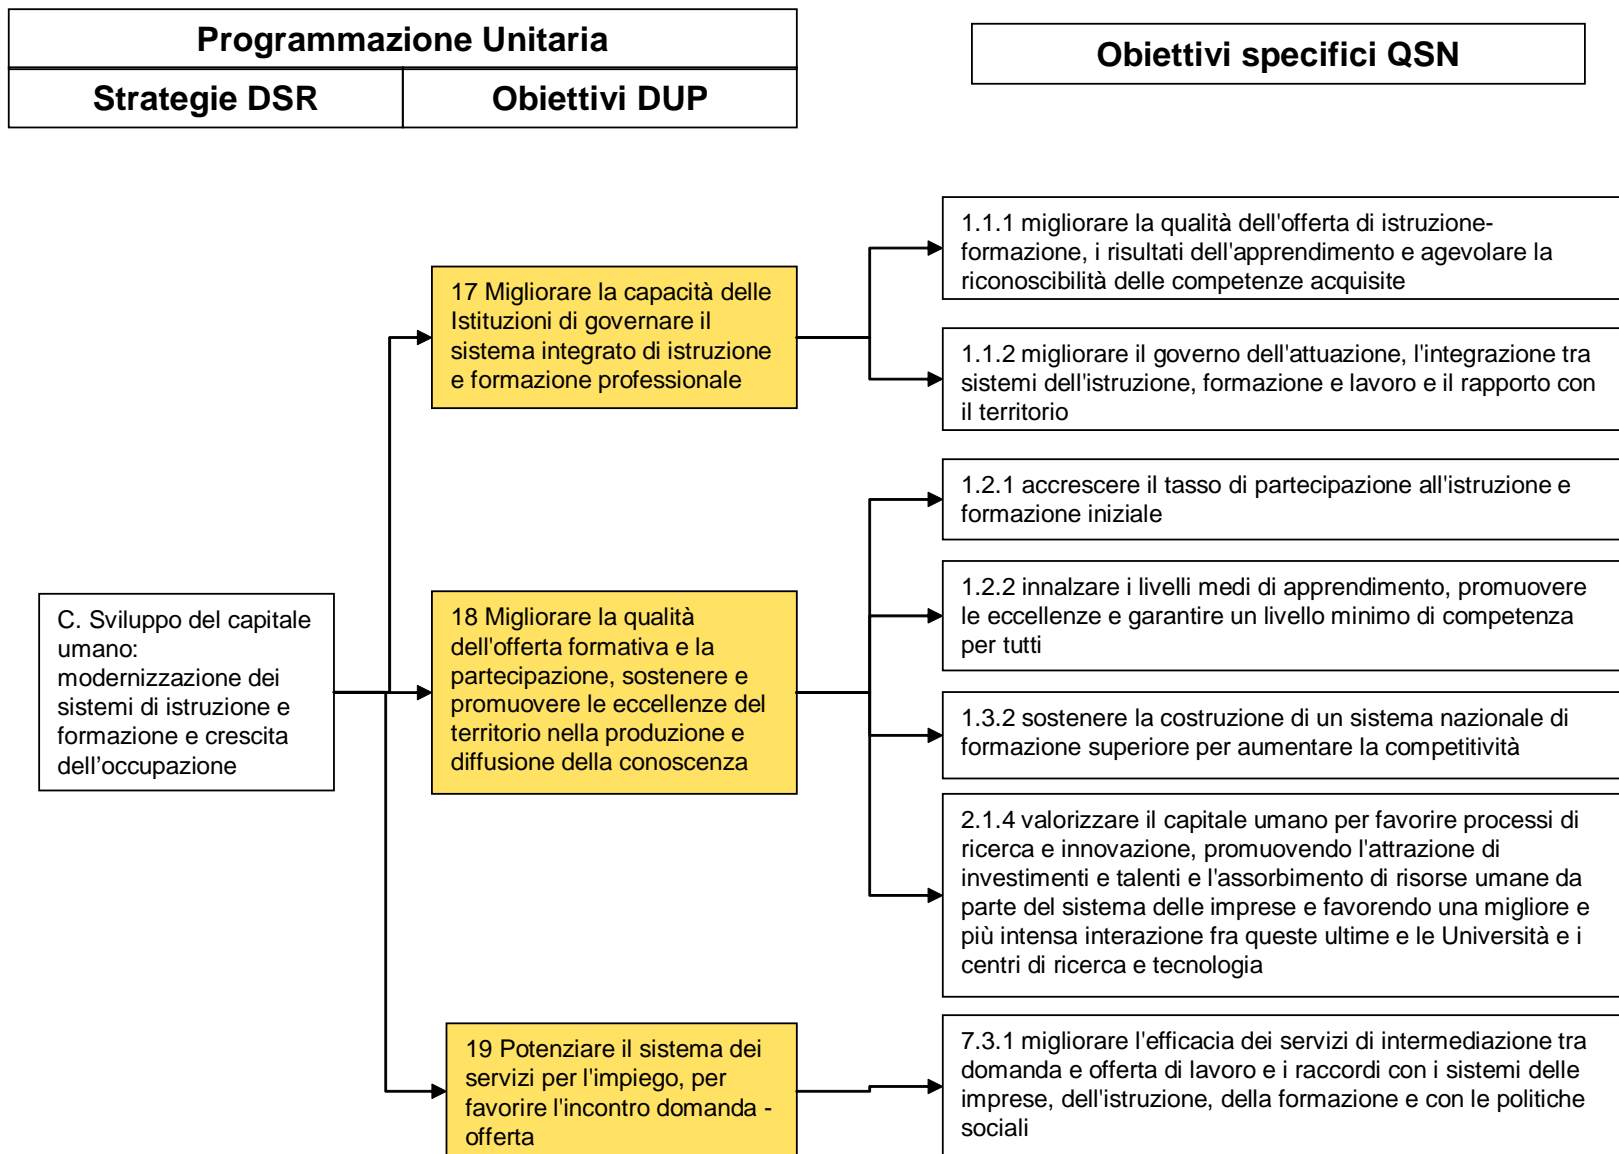 Programmazione Unitaria
Strategie DSR
Obiettivi DUP
Obiettivi specifici QSN
C. Sviluppo del capitale
umano:
modernizzazione dei
sistemi di istruzione e
formazione e crescita
dell’occupazione
17 Migliorare la capacità delle
Istituzioni di governare il
sistema integrato di istruzione
e formazione professionale
1.1.1 migliorare la qualità dell'offerta di istruzione-
formazione, i risultati dell'apprendimento e agevolare la
riconoscibilità delle competenze acquisite
1.1.2 migliorare il governo dell'attuazione, l'integrazione tra
sistemi dell'istruzione, formazione e lavoro e il rapporto con
il territorio
18 Migliorare la qualità
dell'offerta formativa e la
partecipazione, sostenere e
promuovere le eccellenze del
territorio nella produzione e
diffusione della conoscenza
1.2.1 accrescere il tasso di partecipazione all'istruzione e
formazione iniziale
1.2.2 innalzare i livelli medi di apprendimento, promuovere
le eccellenze e garantire un livello minimo di competenza
per tutti
1.3.2 sostenere la costruzione di un sistema nazionale di
formazione superiore per aumentare la competitività
2.1.4 valorizzare il capitale umano per favorire processi di
ricerca e innovazione, promuovendo l'attrazione di
investimenti e talenti e l'assorbimento di risorse umane da
parte del sistema delle imprese e favorendo una migliore e
più intensa interazione fra queste ultime e le Università e i
centri di ricerca e tecnologia
19 Potenziare il sistema dei
servizi per l'impiego, per
favorire l'incontro domanda -
offerta
7.3.1 migliorare l'efficacia dei servizi di intermediazione tra
domanda e offerta di lavoro e i raccordi con i sistemi delle
imprese, dell'istruzione, della formazione e con le politiche
sociali